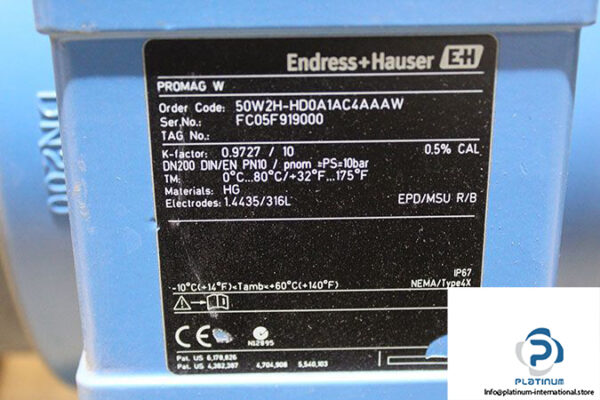 Endress+Hauser E+H
PROMAG W
Order Code: 50W2H-HD0A1AC4AAAW
Ser.No.: FC05F919000
TAG No.:
K-factor: 0.9727 / 10 0.5% CAL
DN200 DIN/EN PN10 / pnom =PS=10bar
TM: 0°C...80°C/+32°F...175°F
Materials: HG
Electrodes: 1.4435/316L EPD/MSU R/B
IP67
-10°C(+14°F)<Tamb<+60°C(+140°F) NEMA/Type4X
CE N12895
Pat. US 6,178,826
Pat. US 4,382,387 4,704,908 5,540,103
DN200
PLATINUM
Info@platinum-international.store